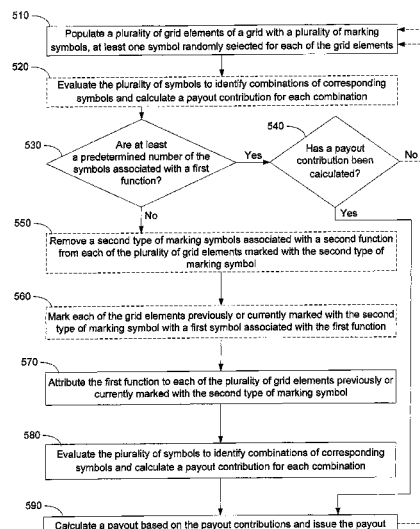 510
Populate a plurality of grid elements of a grid with a plurality of marking
symbols, at least one symbol randomly selected for each of the grid elements
520
Evaluate the plurality of symbols to identify combinations of corresponding
symbols and calculate a payout contribution for each combination
530
Are at least
a predetermined number of the
symbols associated with a first
function?
Yes
540
Has a payout
contribution been
calculated?
No
No
Yes
550
Remove a second type of marking symbols associated with a second function
from each of the plurality of grid elements marked with the second type of
marking symbol
560
Mark each of the grid elements previously or currently marked with the second
type of marking symbol with a first symbol associated with the first function
570
Attribute the first function to each of the plurality of grid elements previously or
currently marked with the second type of marking symbol
580
Evaluate the plurality of symbols to identify combinations of corresponding
symbols and calculate a payout contribution for each combination
590
Calculate a payout based on the payout contributions and issue the payout